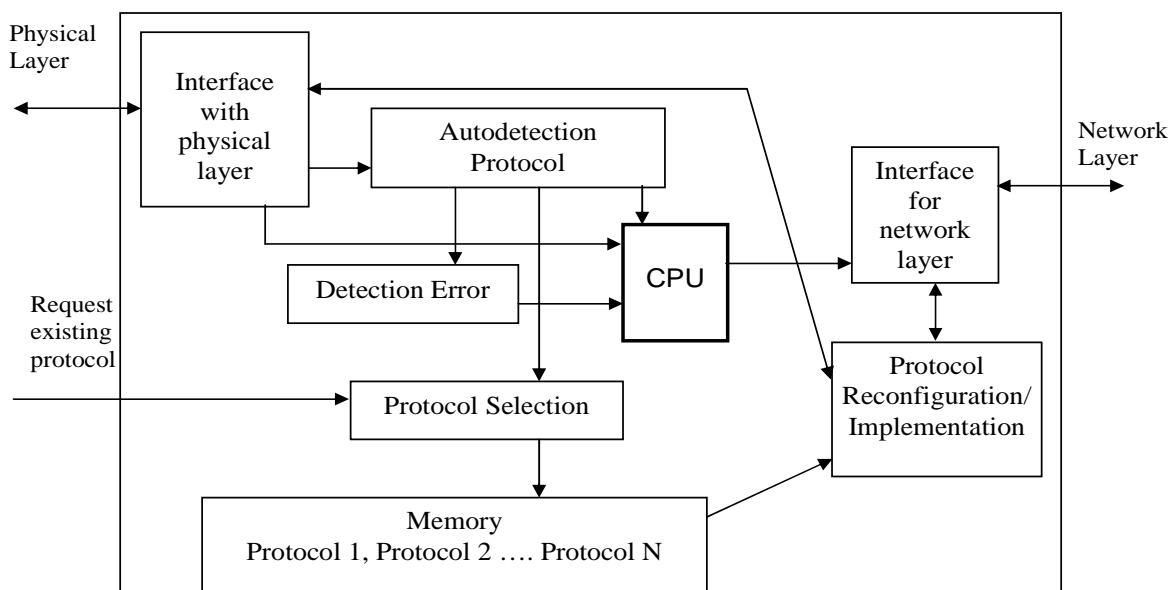 Physical
Layer
Interface
with
physical
layer
Autodetection
Protocol
Network
Layer
Interface
for
network
layer
CPU
Detection Error
Request
existing
protocol
Protocol Selection
Protocol
Reconfiguration/
Implementation
Memory
Protocol 1, Protocol 2 …. Protocol N